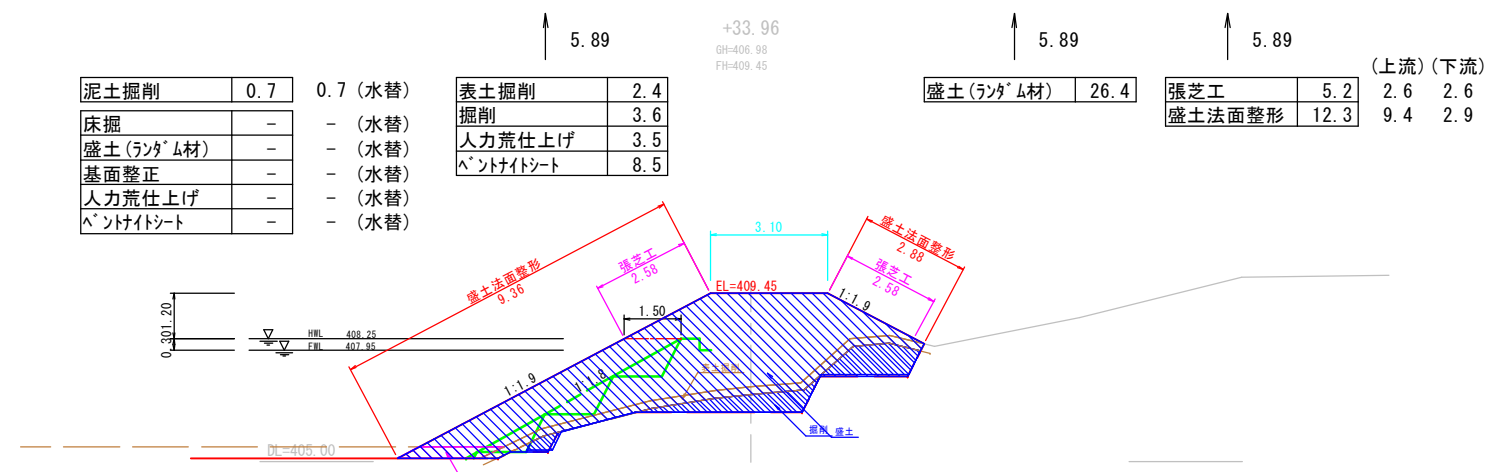 5.89
+33.96
GH=406.98
FH=409.45
5.89
5.89
(上流)(下流)
泥土掘削 0.7 0.7 (水替)
床掘 - - (水替)
盛土(ﾗﾝﾀﾞﾑ材) - - (水替)
基面整正 - - (水替)
人力荒仕上げ - - (水替)
ﾍﾞﾝﾄﾅｲﾄｼｰﾄ - - (水替)
表土掘削 2.4
掘削 3.6
人力荒仕上げ 3.5
ﾍﾞﾝﾄﾅｲﾄｼｰﾄ 8.5
盛土(ﾗﾝﾀﾞﾑ材) 26.4
張芝工 5.2 2.6 2.6
盛土法面整形 12.3 9.4 2.9
盛土法面整形
9.36
張芝工
2.58
3.10
盛土法面整形
2.88
張芝工
2.58
EL=409.45
1:1.9
1.50
1.20
0.30
HWL 408.25
FWL 407.95
1:1.9
1:1.8
表土掘削
掘削 盛土
DL=405.00